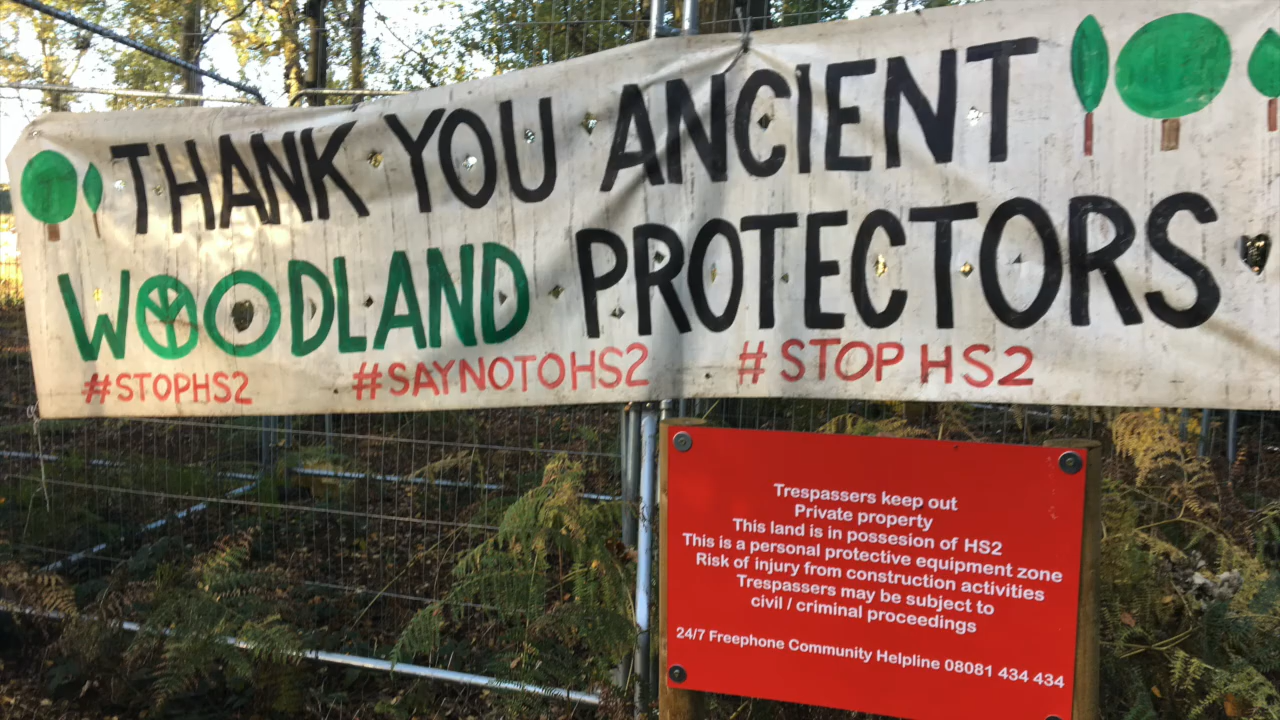 THANK YOU ANCIENT
WOODLAND PROTECTORS
#STOPHS2 #SAYNOTOHS2 #STOP HS2
Trespassers keep out
Private property
This land is in possesion of HS2
This is a personal protective equipment zone
Risk of injury from construction activities
Trespassers may be subject to
civil / criminal proceedings
24/7 Freephone Community Helpline 08081 434 434